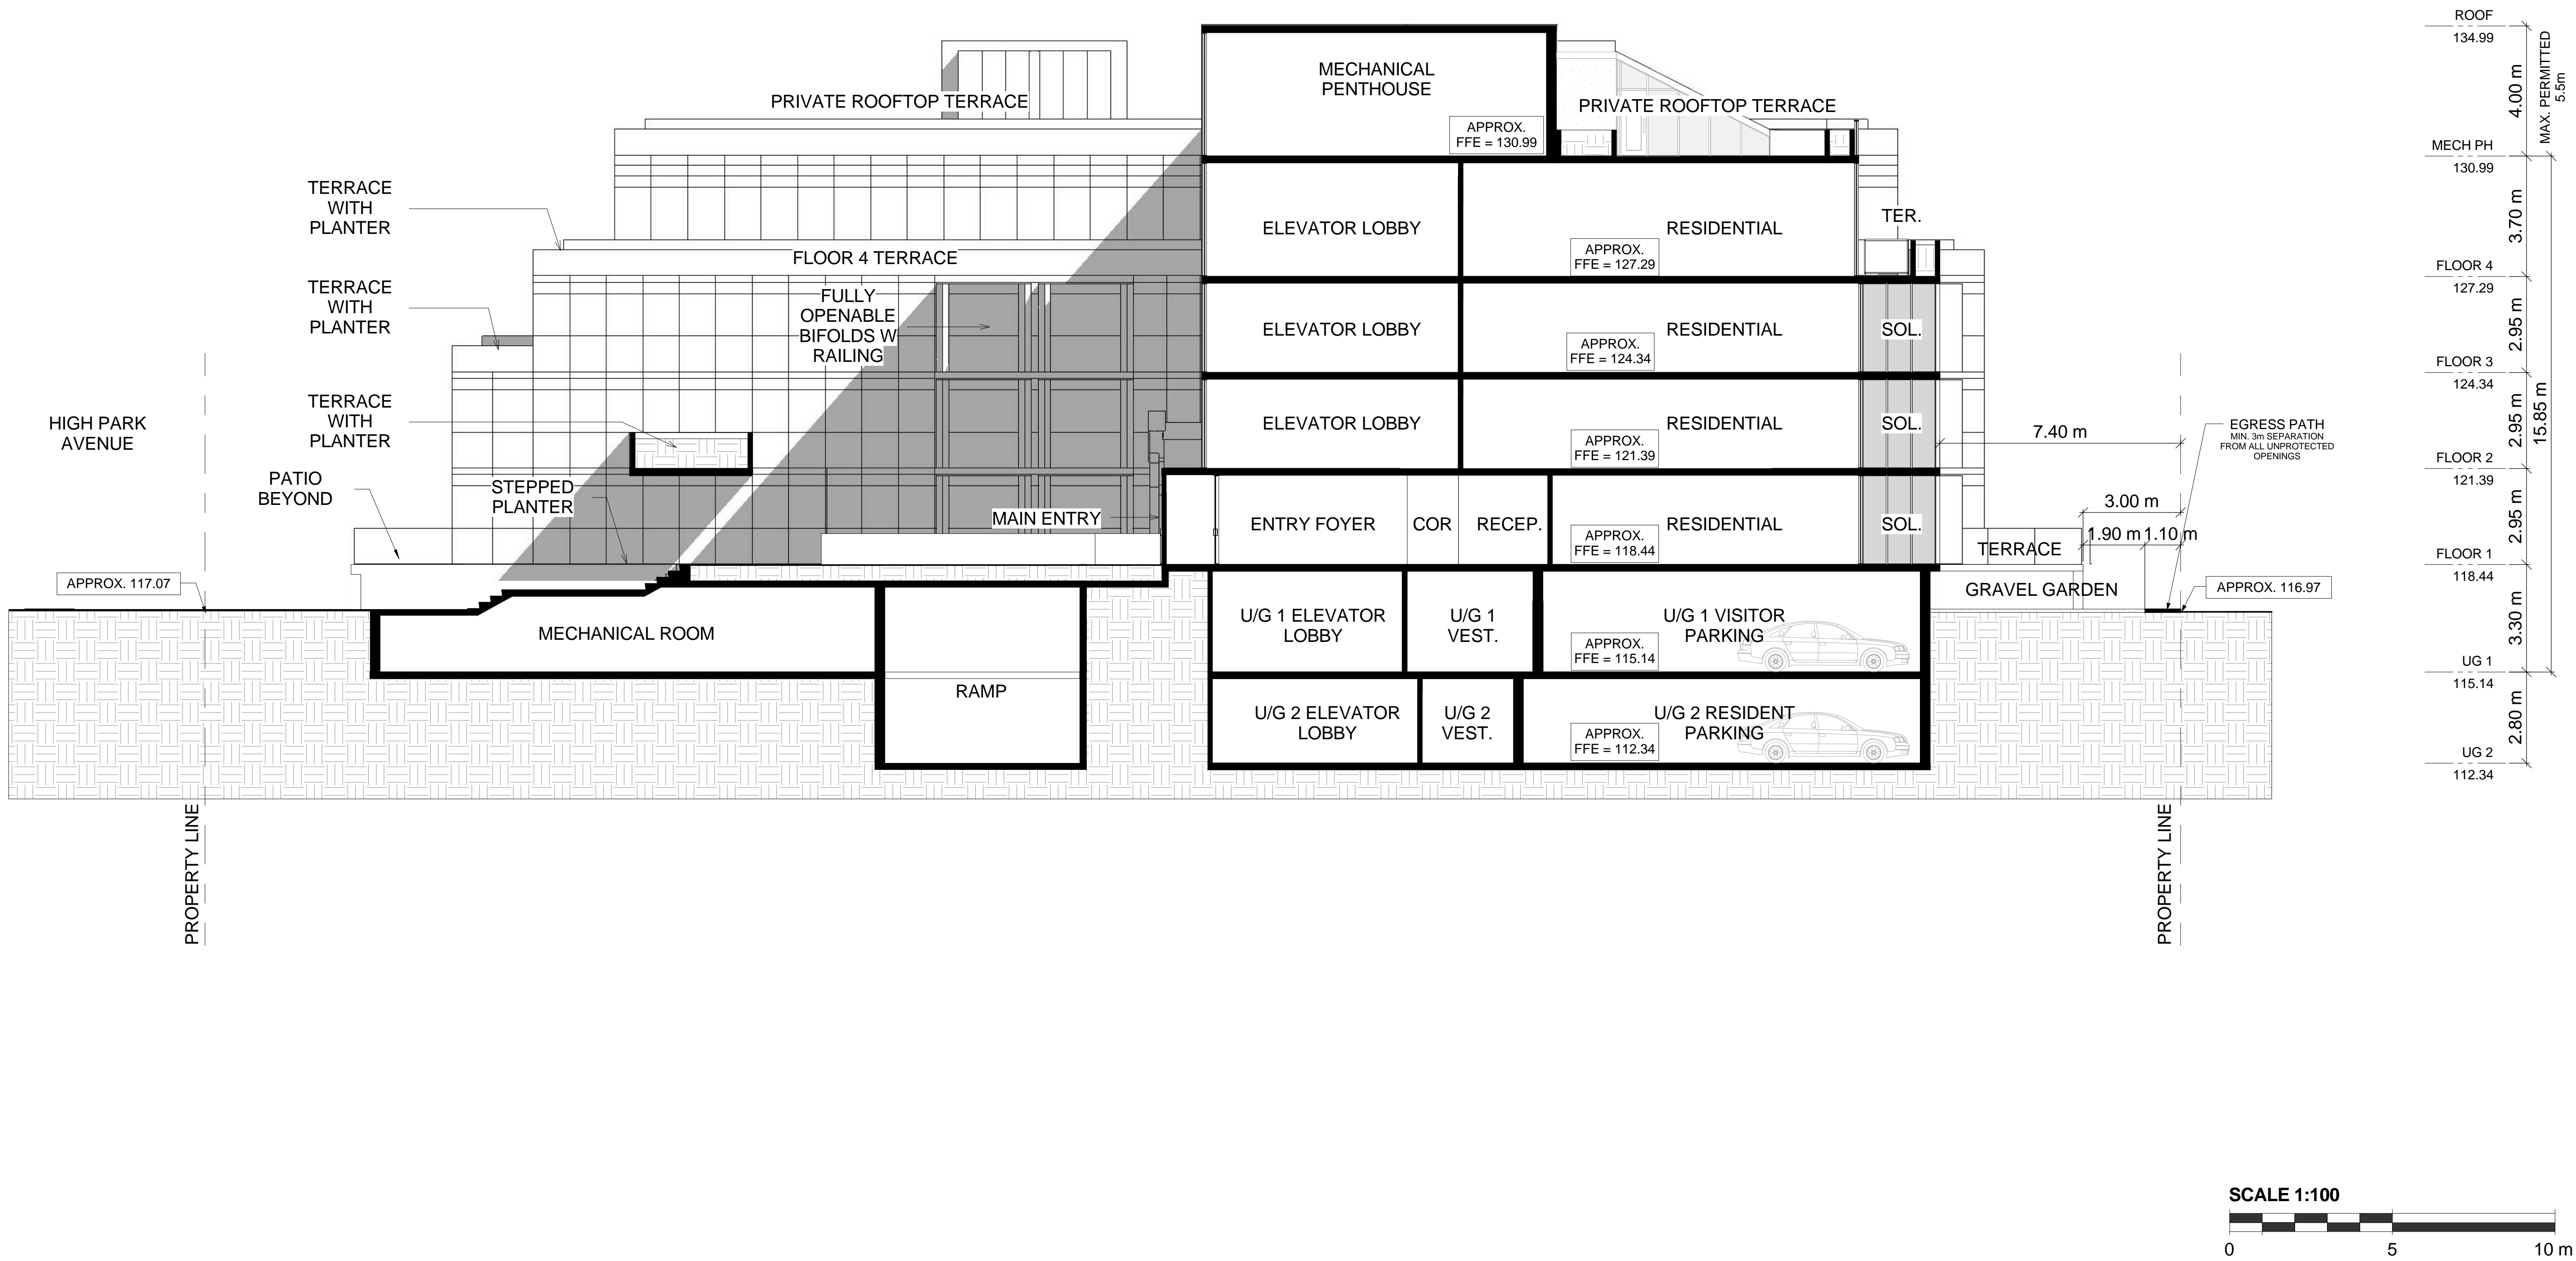 ROOF
134.99
4.00 m
MAX. PERMITTED
5.5m
MECHANICAL
PENTHOUSE
PRIVATE ROOFTOP TERRACE
PRIVATE ROOFTOP TERRACE
APPROX.
FFE = 130.99
MECH PH
130.99
TERRACE
WITH
PLANTER
3.70 m
TER.
ELEVATOR LOBBY
RESIDENTIAL
APPROX.
FFE = 127.29
FLOOR 4 TERRACE
FLOOR 4
127.29
TERRACE
WITH
PLANTER
FULLY
OPENABLE
BIFOLDS W
RAILING
ELEVATOR LOBBY
RESIDENTIAL
SOL.
2.95 m
APPROX.
FFE = 124.34
FLOOR 3
124.34
15.85 m
TERRACE
WITH
PLANTER
HIGH PARK
AVENUE
ELEVATOR LOBBY
RESIDENTIAL
SOL.
7.40 m
EGRESS PATH
MIN. 3m SEPARATION
FROM ALL UNPROTECTED
OPENINGS
2.95 m
APPROX.
FFE = 121.39
FLOOR 2
121.39
PATIO
BEYOND
STEPPED
PLANTER
MAIN ENTRY
ENTRY FOYER
COR
RECEP.
RESIDENTIAL
SOL.
3.00 m
1.90 m
1.10 m
2.95 m
APPROX.
FFE = 118.44
TERRACE
FLOOR 1
118.44
APPROX. 117.07
GRAVEL GARDEN
APPROX. 116.97
MECHANICAL ROOM
U/G 1 ELEVATOR
LOBBY
U/G 1
VEST.
U/G 1 VISITOR
PARKING
APPROX.
FFE = 115.14
3.30 m
UG 1
115.14
RAMP
U/G 2 ELEVATOR
LOBBY
U/G 2
VEST.
U/G 2 RESIDENT
PARKING
APPROX.
FFE = 112.34
2.80 m
UG 2
112.34
PROPERTY LINE
PROPERTY LINE
SCALE 1:100
0
5
10 m